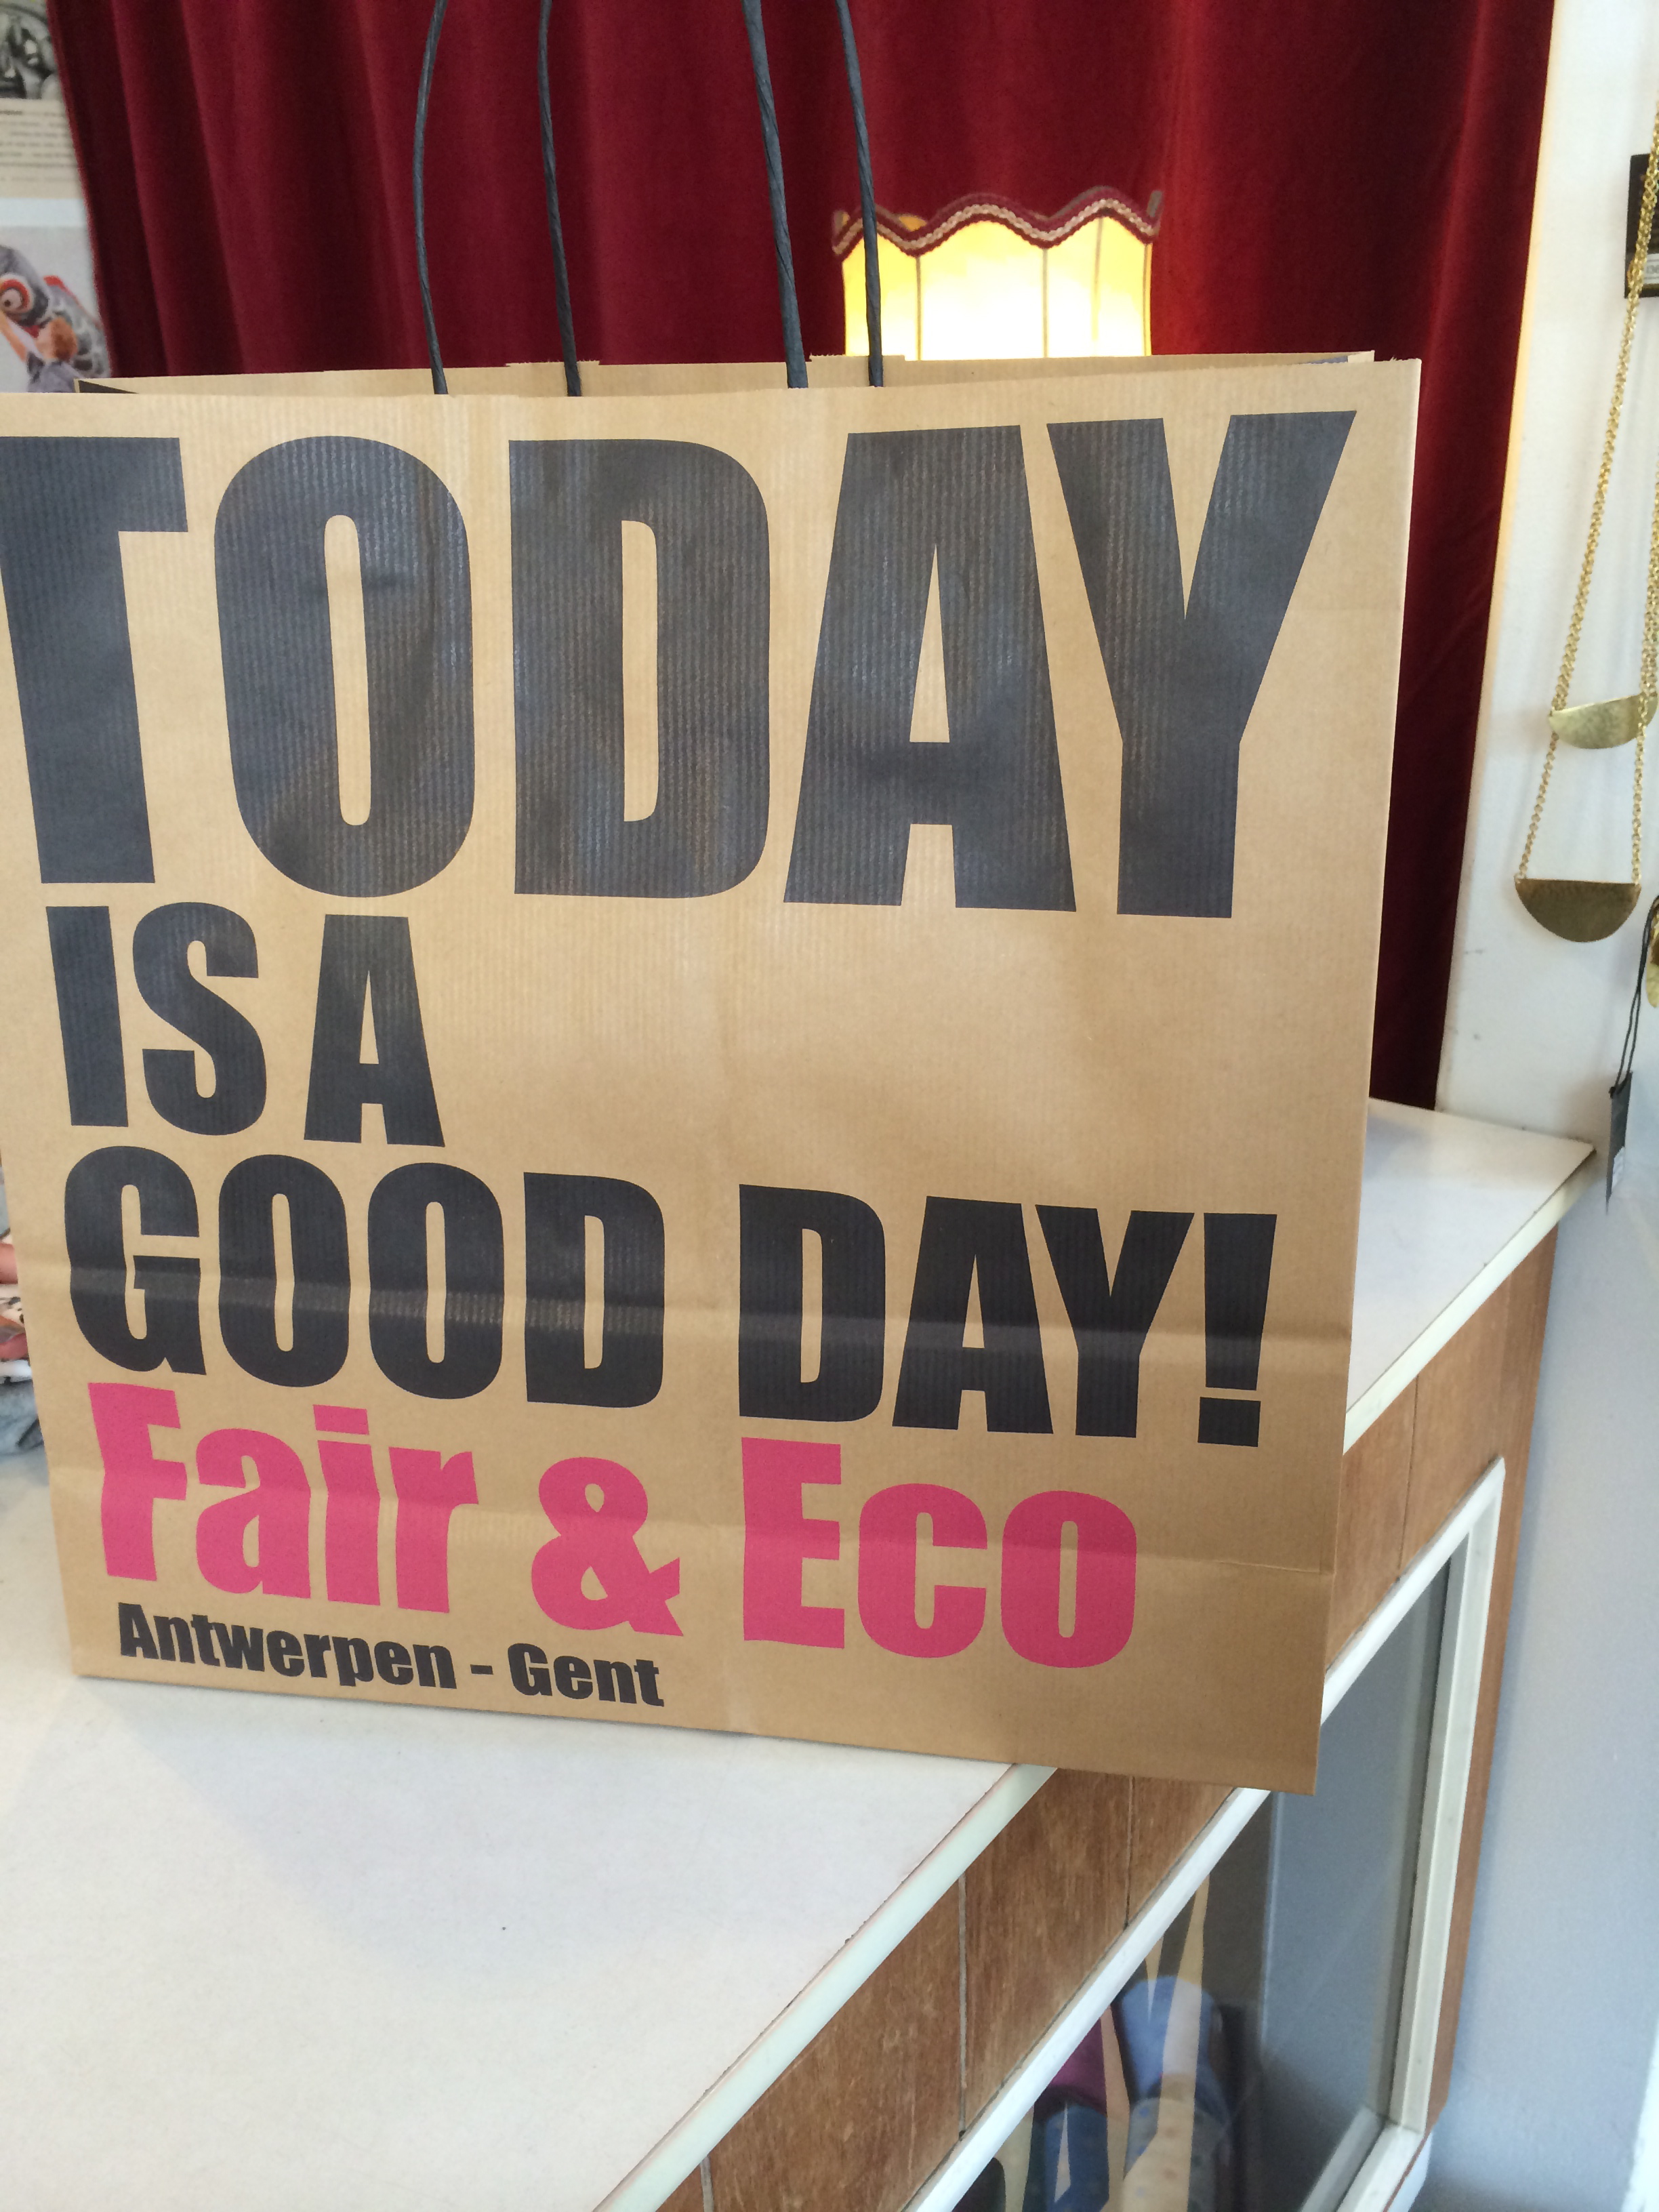 TODAY
IS A
GOOD DAY!
Fair & Eco
Antwerpen - Gent